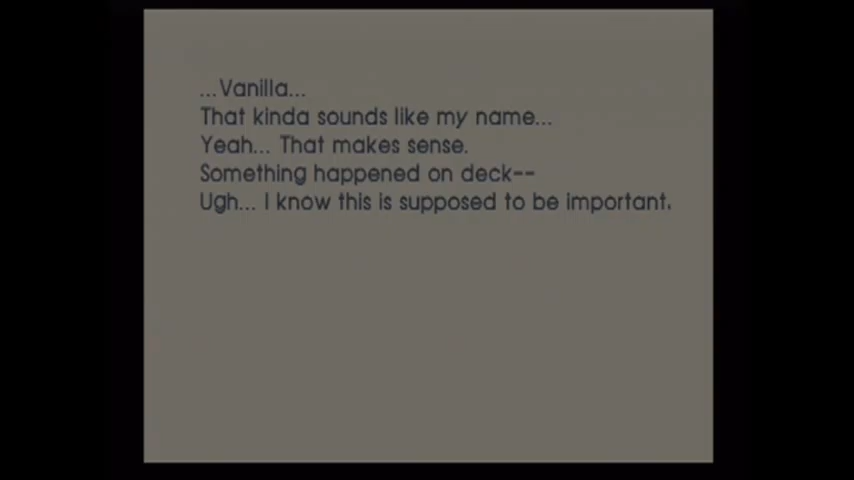 ...Vanilla...
That kinda sounds like my name...
Yeah... That makes sense.
Something happened on deck--
Ugh... I know this is supposed to be important.